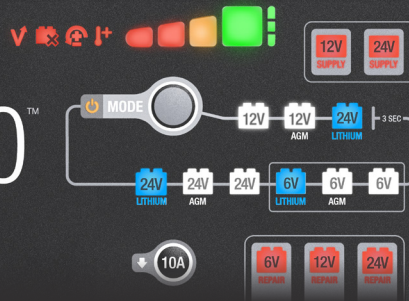 12V 24V
SUPPLY SUPPLY
0™
MODE
12V 12V 24V 3 SEC
AGM LITHIUM
24V 24V 24V 6V 6V 6V
LITHIUM AGM LITHIUM AGM
10A
6V 12V 24V
REPAIR REPAIR REPAIR